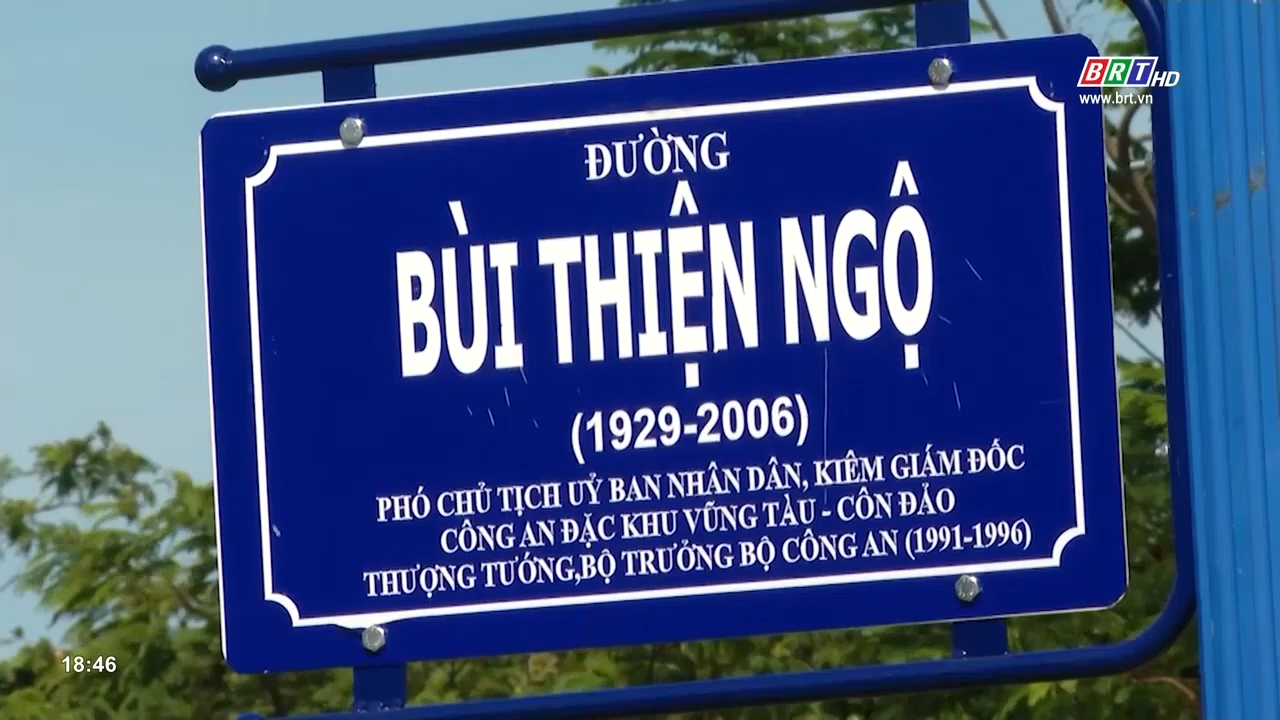 BRT HD
www.brt.vn
ĐƯỜNG
BÙI THIỆN NGỘ
(1929-2006)
PHÓ CHỦ TỊCH UỶ BAN NHÂN DÂN, KIÊM GIÁM ĐỐC
CÔNG AN ĐẶC KHU VŨNG TÀU - CÔN ĐẢO
THƯỢNG TƯỚNG,BỘ TRƯỞNG BỘ CÔNG AN (1991-1996)
18:46